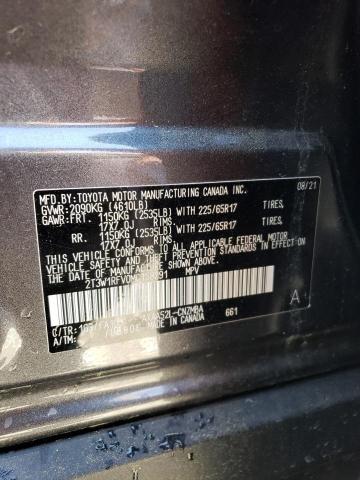 MFD.BY:TOYOTA MOTOR MANUFACTURING CANADA INC. 08/21
GVWR:2090KG (4610LB)
GAWR:FRT. 1150KG (2535LB) WITH 225/65R17 TIRES,
17X7.0J RIMS,
RR. 1150KG (2535LB) WITH 225/65R17 TIRES,
17X7.0J RIMS,
THIS VEHICLE CONFORMS TO ALL APPLICABLE FEDERAL
MOTOR VEHICLE SAFETY, BUMPER, AND THEFT PREVENTION
STANDARDS IN EFFECT ON THE DATE OF MANUFACTURE
SHOWN ABOVE.
MPV
A
C/TR: 661
A/TM: MADE IN CANADA